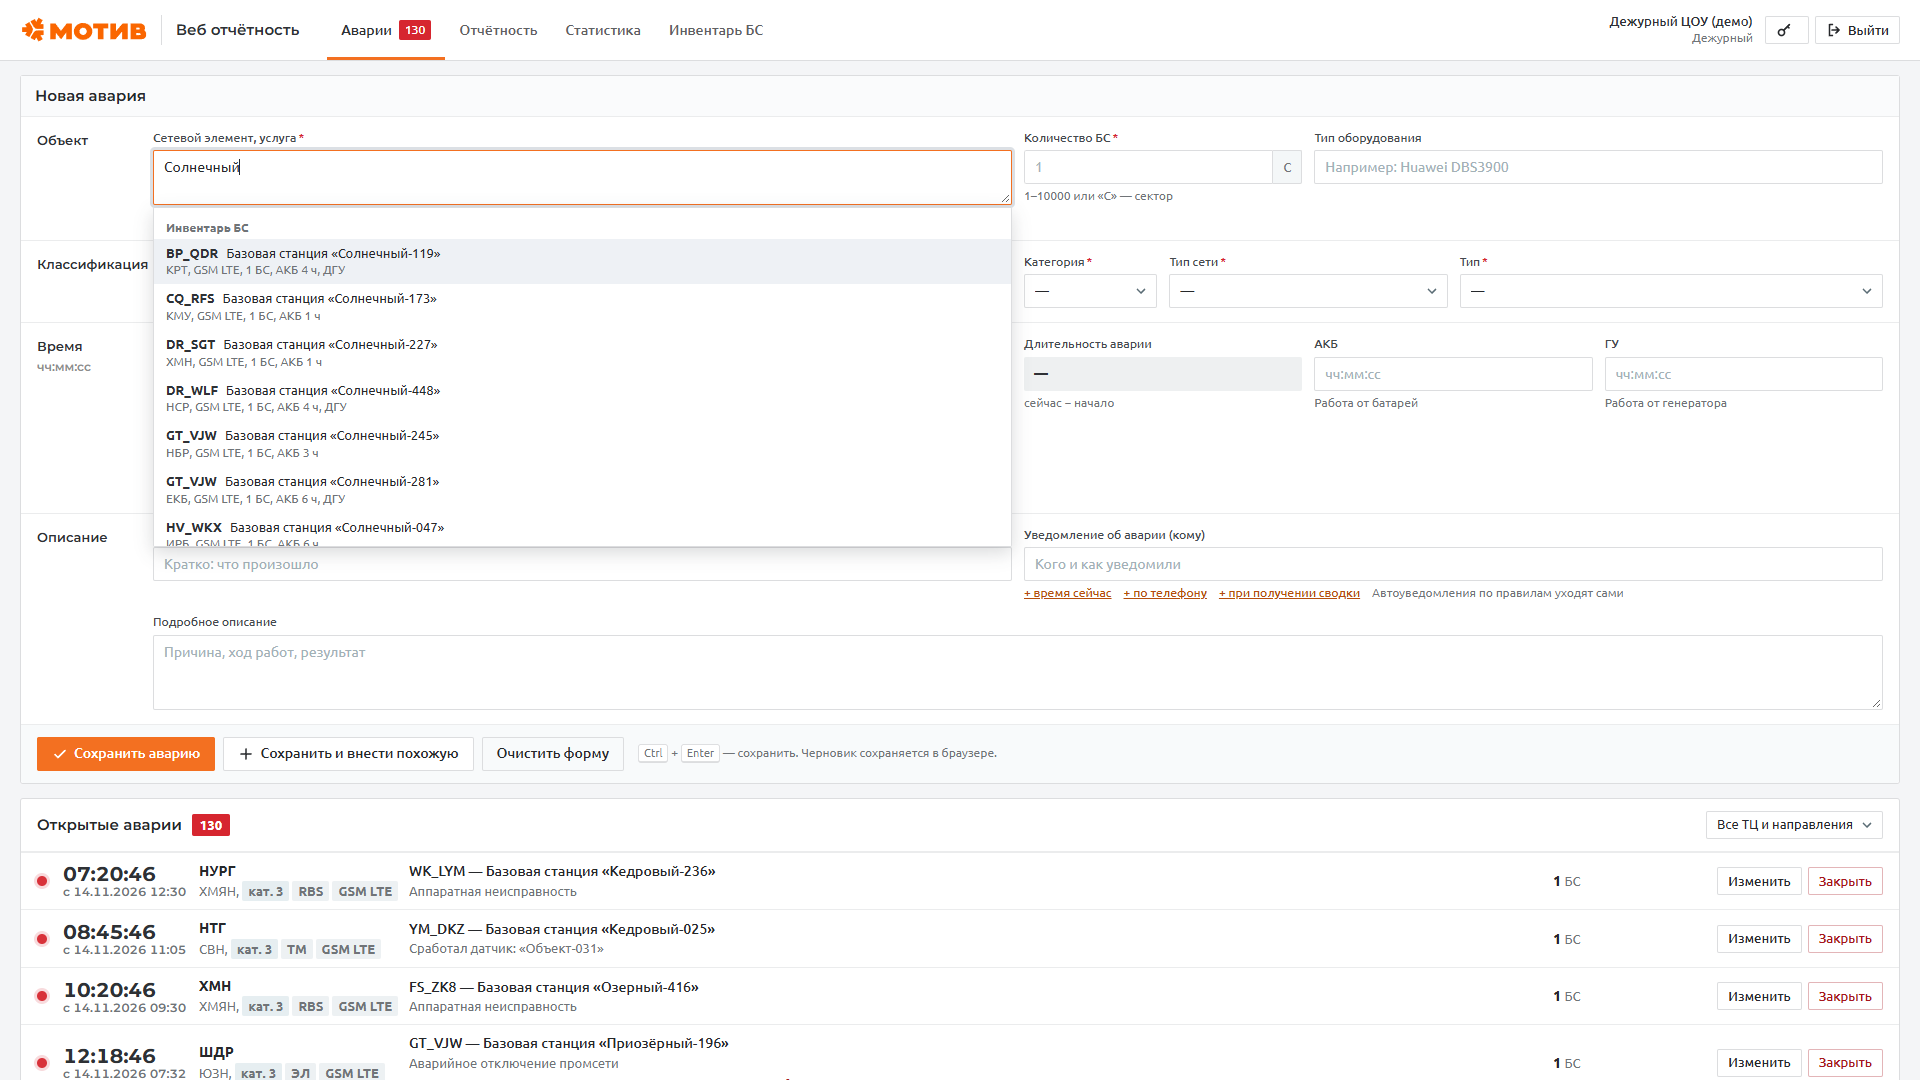 МОТИВ
Веб отчётность
Аварии 130
Отчётность
Статистика
Инвентарь БС
Дежурный ЦОУ (демо)
Дежурный
Выйти
Новая авария
Объект
Сетевой элемент, услуга *
Солнечный
Количество БС *
1
С
1–10000 или «С» — сектор
Тип оборудования
Например: Huawei DBS3900
Инвентарь БС
BP_QDR Базовая станция «Солнечный-119»
КРТ, GSM LTE, 1 БС, АКБ 4 ч, ДГУ
CQ_RFS Базовая станция «Солнечный-173»
КМУ, GSM LTE, 1 БС, АКБ 1 ч
DR_SGT Базовая станция «Солнечный-227»
ХМН, GSM LTE, 1 БС, АКБ 1 ч
DR_WLF Базовая станция «Солнечный-448»
НСР, GSM LTE, 1 БС, АКБ 4 ч, ДГУ
GT_VJW Базовая станция «Солнечный-245»
НБР, GSM LTE, 1 БС, АКБ 3 ч
GT_VJW Базовая станция «Солнечный-281»
ЕКБ, GSM LTE, 1 БС, АКБ 6 ч, ДГУ
HV_WKX Базовая станция «Солнечный-047»
ИРБ, GSM LTE, 1 БС, АКБ 6 ч
Классификация
Категория *
—
Тип сети *
—
Тип *
—
Время
чч:мм:сс
Длительность аварии
—
сейчас – начало
АКБ
чч:мм:сс
Работа от батарей
ГУ
чч:мм:сс
Работа от генератора
Описание
Кратко: что произошло
Уведомление об аварии (кому)
Кого и как уведомили
+ время сейчас + по телефону + при получении сводки Автоуведомления по правилам уходят сами
Подробное описание
Причина, ход работ, результат
Сохранить аварию
Сохранить и внести похожую
Очистить форму
Ctrl + Enter — сохранить. Черновик сохраняется в браузере.
Открытые аварии 130
Все ТЦ и направления
07:20:46
с 14.11.2026 12:30
НУРГ
ХМЯН, кат. 3 RBS GSM LTE
WK_LYM — Базовая станция «Кедровый-236»
Аппаратная неисправность
1 БС
Изменить
Закрыть
08:45:46
с 14.11.2026 11:05
НТГ
СВН, кат. 3 ТМ GSM LTE
YM_DKZ — Базовая станция «Кедровый-025»
Сработал датчик: «Объект-031»
1 БС
Изменить
Закрыть
10:20:46
с 14.11.2026 09:30
ХМН
ХМЯН, кат. 3 RBS GSM LTE
FS_ZK8 — Базовая станция «Озерный-416»
Аппаратная неисправность
1 БС
Изменить
Закрыть
12:18:46
с 14.11.2026 07:32
ШДР
ЮЗН, кат. 3 ЭЛ GSM LTE
GT_VJW — Базовая станция «Приозёрный-196»
Аварийное отключение промсети
1 БС
Изменить
Закрыть